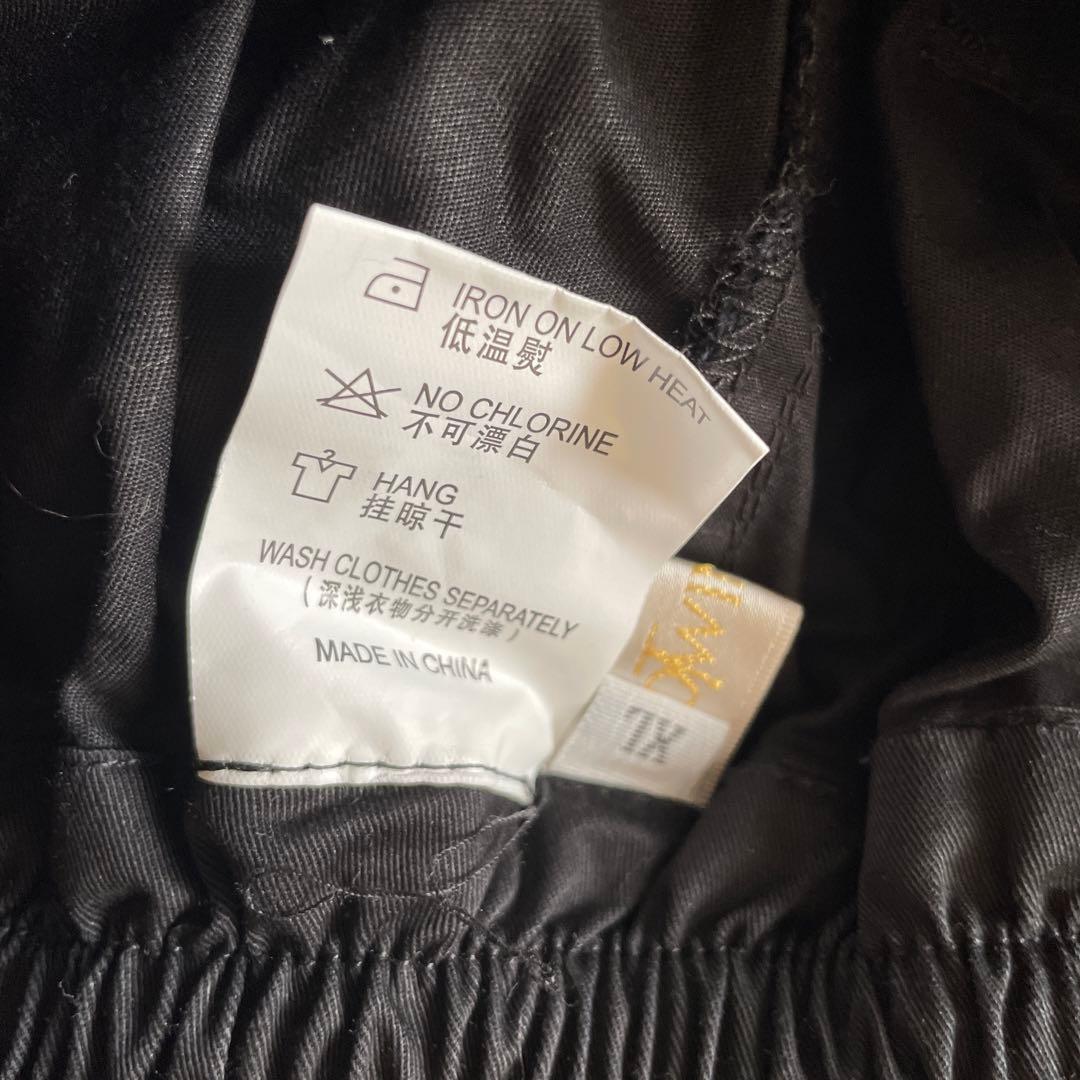 IRON ON LOW HEAT
低温熨
NO CHLORINE
不可漂白
HANG
挂晾干
WASH CLOTHES SEPARATELY
(深浅衣物分开洗涤)
MADE IN CHINA